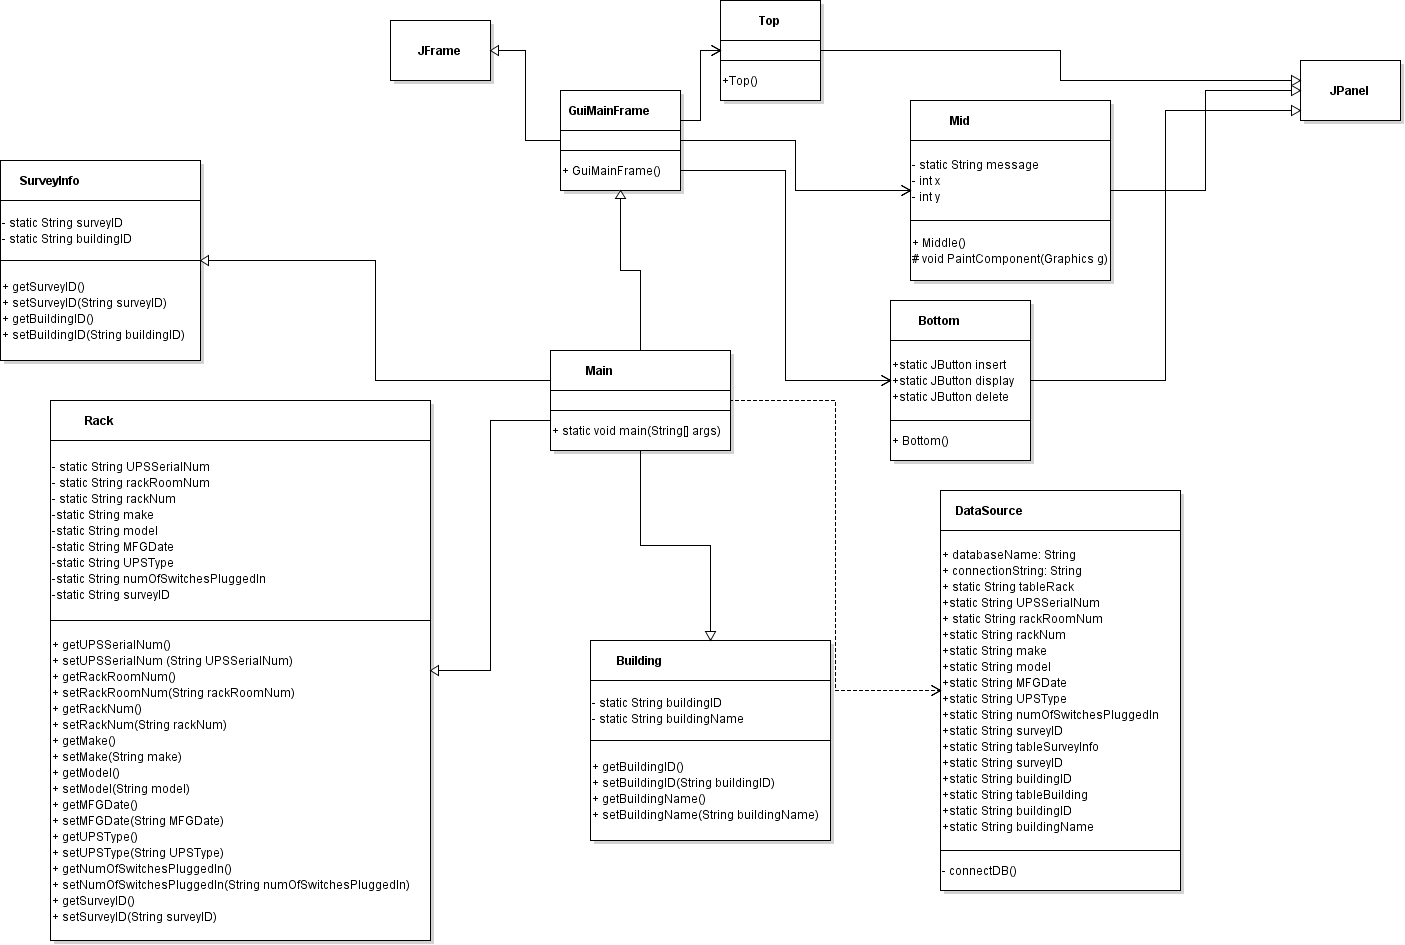 Top
+Top()
JFrame
JPanel
GuiMainFrame
+ GuiMainFrame()
Mid
- static String message
- int x
- int y
+ Middle()
# void PaintComponent(Graphics g)
SurveyInfo
- static String surveyID
- static String buildingID
+ getSurveyID()
+ setSurveyID(String surveyID)
+ getBuildingID()
+ setBuildingID(String buildingID)
Bottom
+static JButton insert
+static JButton display
+static JButton delete
+ Bottom()
Main
+ static void main(String[] args)
Rack
- static String UPSSerialNum
- static String rackRoomNum
- static String rackNum
-static String make
-static String model
-static String MFGDate
-static String UPSType
-static String numOfSwitchesPluggedIn
-static String surveyID
+ getUPSSerialNum()
+ setUPSSerialNum (String UPSSerialNum)
+ getRackRoomNum()
+ setRackRoomNum(String rackRoomNum)
+ getRackNum()
+ setRackNum(String rackNum)
+ getMake()
+ setMake(String make)
+ getModel()
+ setModel(String model)
+ getMFGDate()
+ setMFGDate(String MFGDate)
+ getUPSType()
+ setUPSType(String UPSType)
+ getNumOfSwitchesPluggedIn()
+ setNumOfSwitchesPluggedIn(String numOfSwitchesPluggedIn)
+ getSurveyID()
+ setSurveyID(String surveyID)
Building
- static String buildingID
- static String buildingName
+ getBuildingID()
+ setBuildingID(String buildingID)
+ getBuildingName()
+ setBuildingName(String buildingName)
DataSource
+ databaseName: String
+ connectionString: String
+ static String tableRack
+static String UPSSerialNum
+ static String rackRoomNum
+static String rackNum
+static String make
+static String model
+static String MFGDate
+static String UPSType
+static String numOfSwitchesPluggedIn
+static String surveyID
+static String tableSurveyInfo
+static String surveyID
+static String buildingID
+static String tableBuilding
+static String buildingID
+static String buildingName
- connectDB()